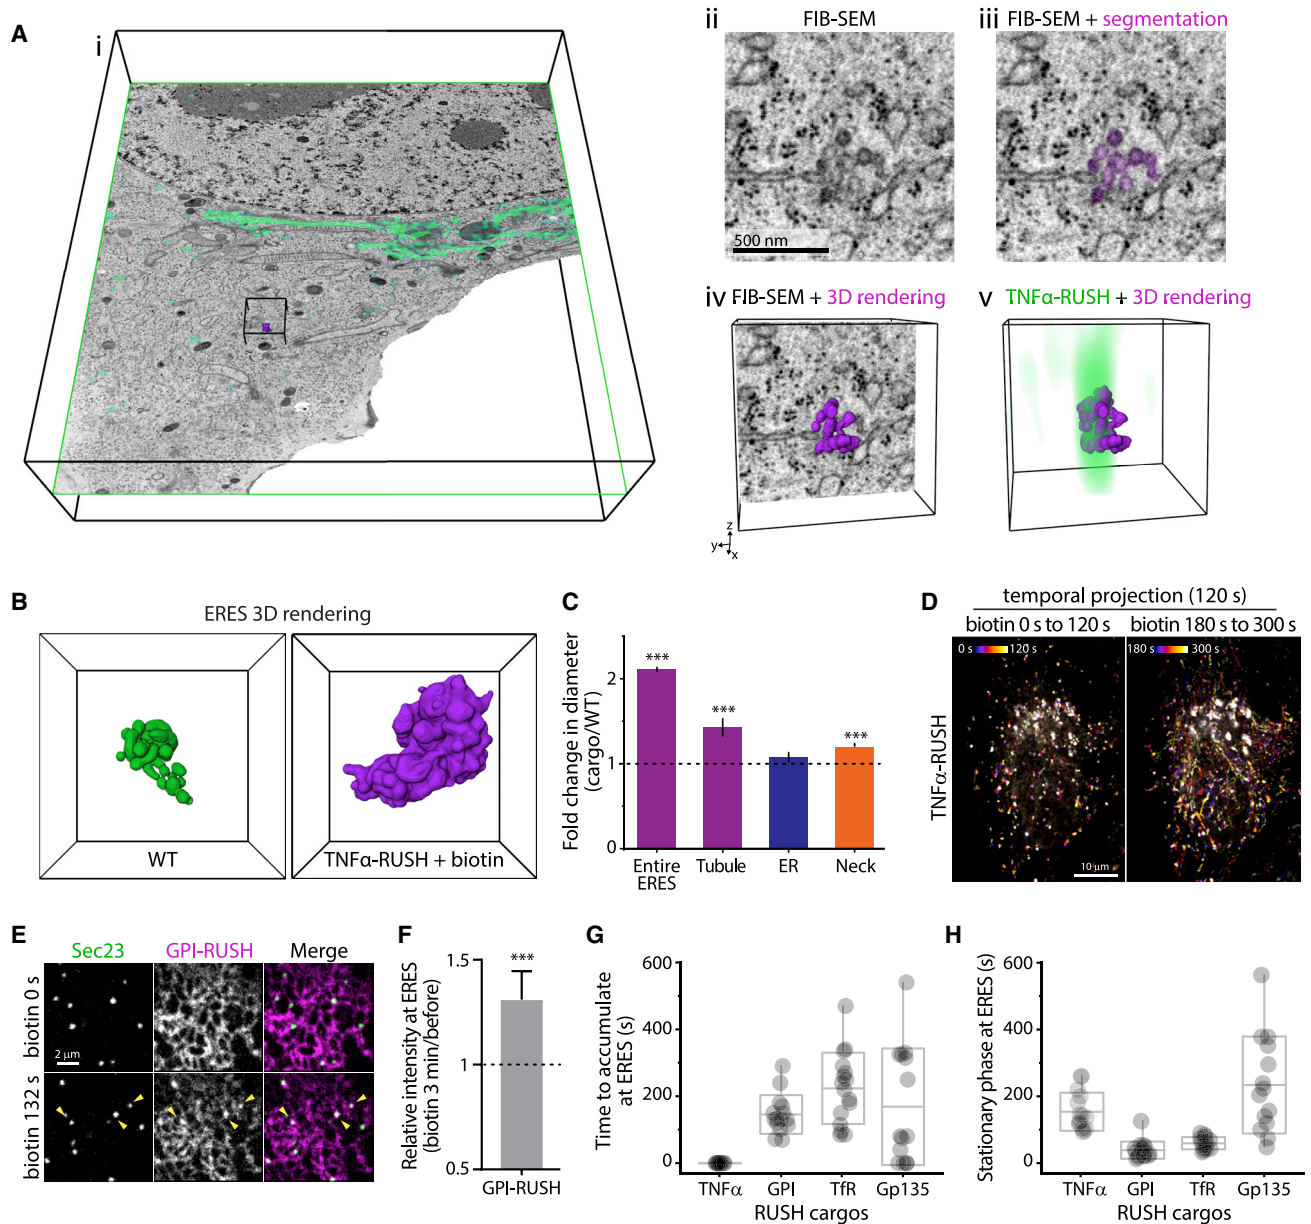 A
i
ii
FIB-SEM
500 nm
iii
FIB-SEM + segmentation
iv
FIB-SEM + 3D rendering
z
y
x
v
TNFα-RUSH + 3D rendering
B
ERES 3D rendering
WT
TNFα-RUSH + biotin
C
Fold change in diameter
(cargo/WT)
2
1
0
***
***
***
Entire
ERES
Tubule
ER
Neck
D
temporal projection (120 s)
biotin 0 s to 120 s
biotin 180 s to 300 s
0 s
120 s
180 s
300 s
TNFα-RUSH
10 µm
E
Sec23
GPI-RUSH
Merge
biotin 0 s
2 µm
biotin 132 s
F
Relative intensity at ERES
(biotin 3 min/before)
1.5
1
0.5
***
GPI-RUSH
G
Time to accumulate
at ERES (s)
600
400
200
0
TNFα
GPI
TfR
Gp135
RUSH cargos
H
Stationary phase at ERES (s)
600
400
200
0
TNFα
GPI
TfR
Gp135
RUSH cargos